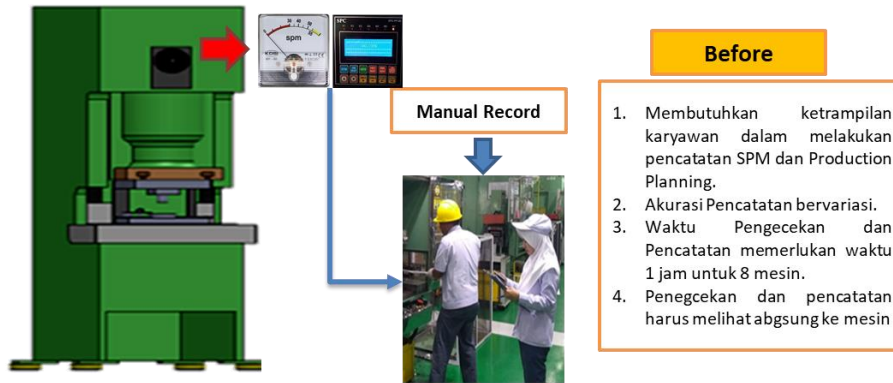 spm
SPC
Manual Record
Before
1. Membutuhkan ketrampilan
karyawan dalam melakukan
pencatatan SPM dan Production
Planning.
2. Akurasi Pencatatan bervariasi.
3. Waktu Pengecekan dan
Pencatatan memerlukan waktu
1 jam untuk 8 mesin.
4. Penegcekan dan pencatatan
harus melihat abgsung ke mesin